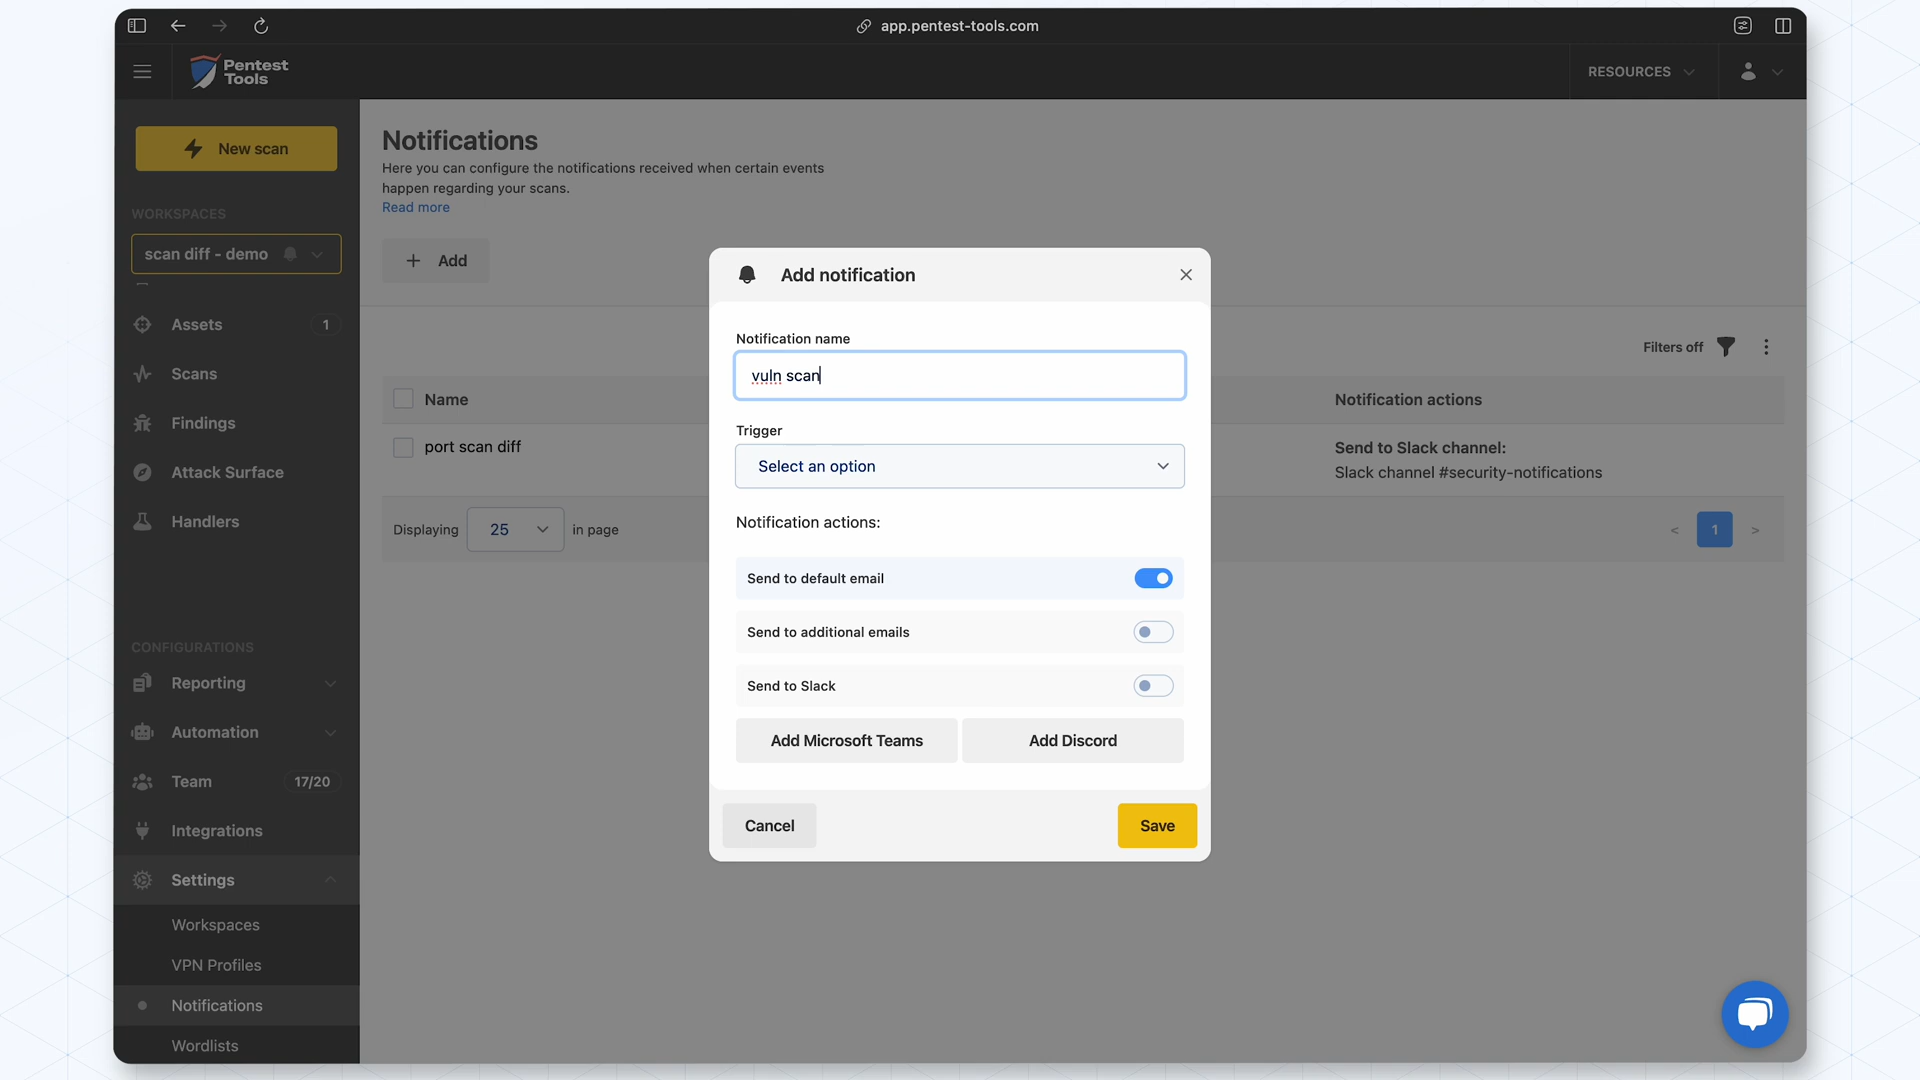 app.pentest-tools.com
Pentest
Tools
RESOURCES
New scan
WORKSPACES
scan diff - demo
Assets 1
Scans
Findings
Attack Surface
Handlers
CONFIGURATIONS
Reporting
Automation
Team 17/20
Integrations
Settings
Workspaces
VPN Profiles
Notifications
Wordlists
Notifications
Here you can configure the notifications received when certain events
happen regarding your scans.
Read more
+ Add
Filters off
Name
Notification actions
port scan diff
Send to Slack channel:
Slack channel #security-notifications
Displaying 25 in page
< 1 >
Add notification
Notification name
vuln scan
Trigger
Select an option
Notification actions:
Send to default email
Send to additional emails
Send to Slack
Add Microsoft Teams
Add Discord
Cancel
Save